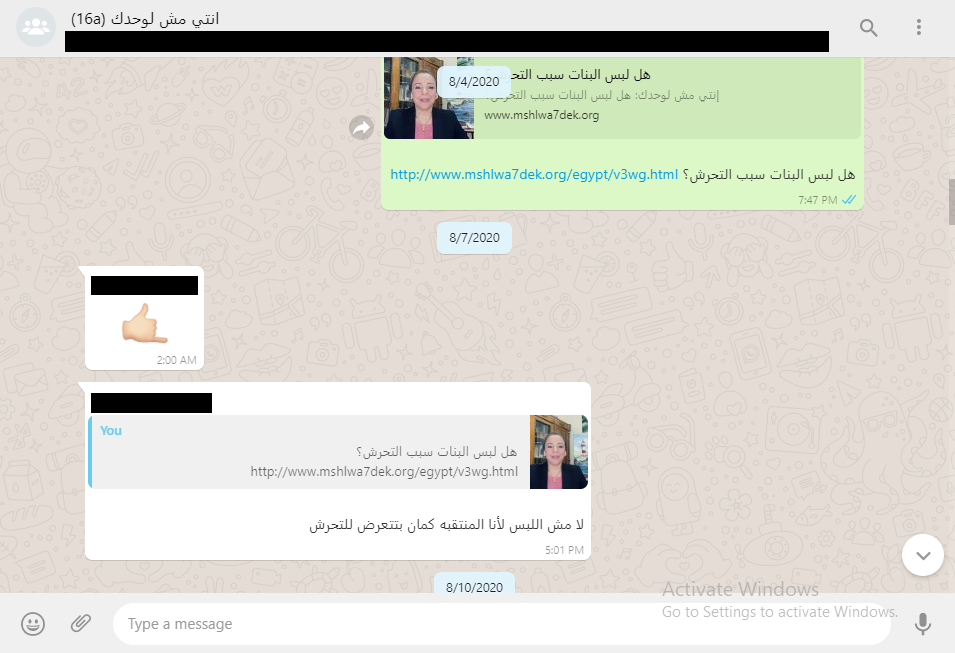 انتي مش لوحدك (16a)
8/4/2020
هل لبس البنات سبب التحرش
إنتي مش لوحدك: هل لبس البنات سبب التحرش؟
www.mshlwa7dek.org
هل لبس البنات سبب التحرش؟ http://www.mshlwa7dek.org/egypt/v3wg.html
7:47 PM
8/7/2020
2:00 AM
You
هل لبس البنات سبب التحرش؟
http://www.mshlwa7dek.org/egypt/v3wg.html
لا مش اللبس لأنا المنتقبه كمان بتتعرض للتحرش
5:01 PM
8/10/2020
Activate Windows
Go to Settings to activate Windows.
Type a message